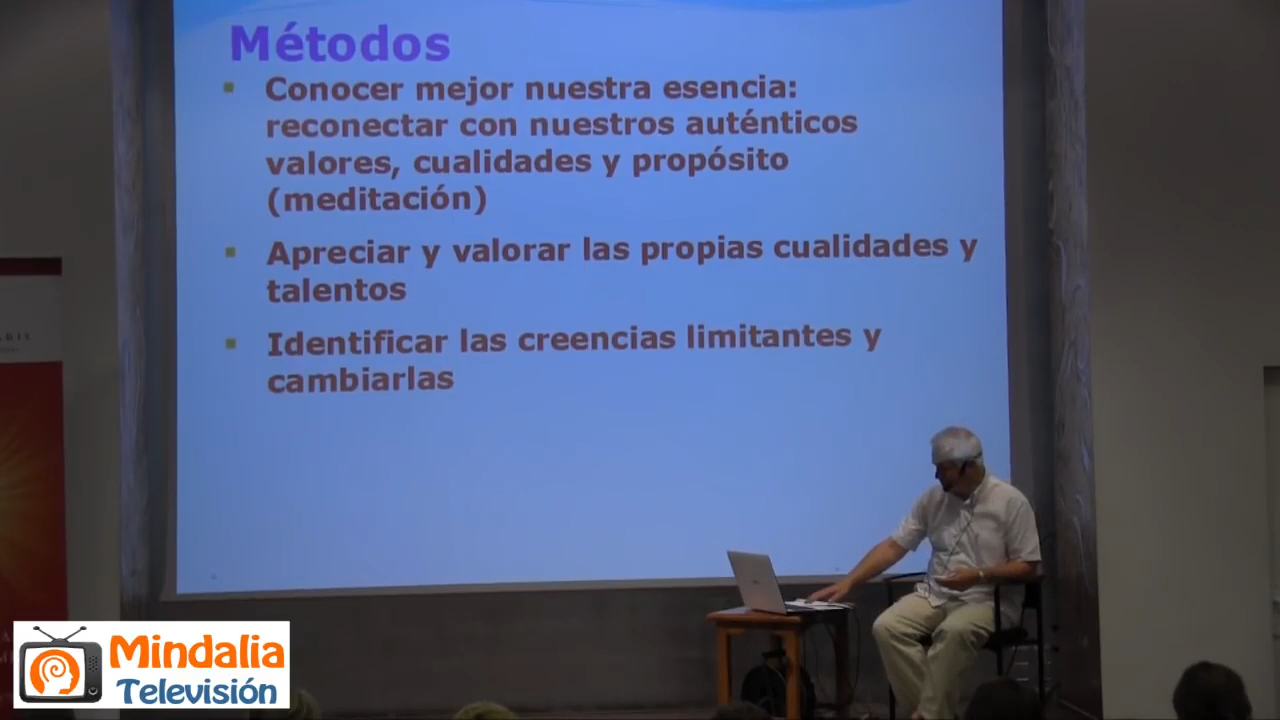 Métodos
Conocer mejor nuestra esencia:
reconectar con nuestros auténticos
valores, cualidades y propósito
(meditación)
Apreciar y valorar las propias cualidades y
talentos
Identificar las creencias limitantes y
cambiarlas
Mindalia
Televisión